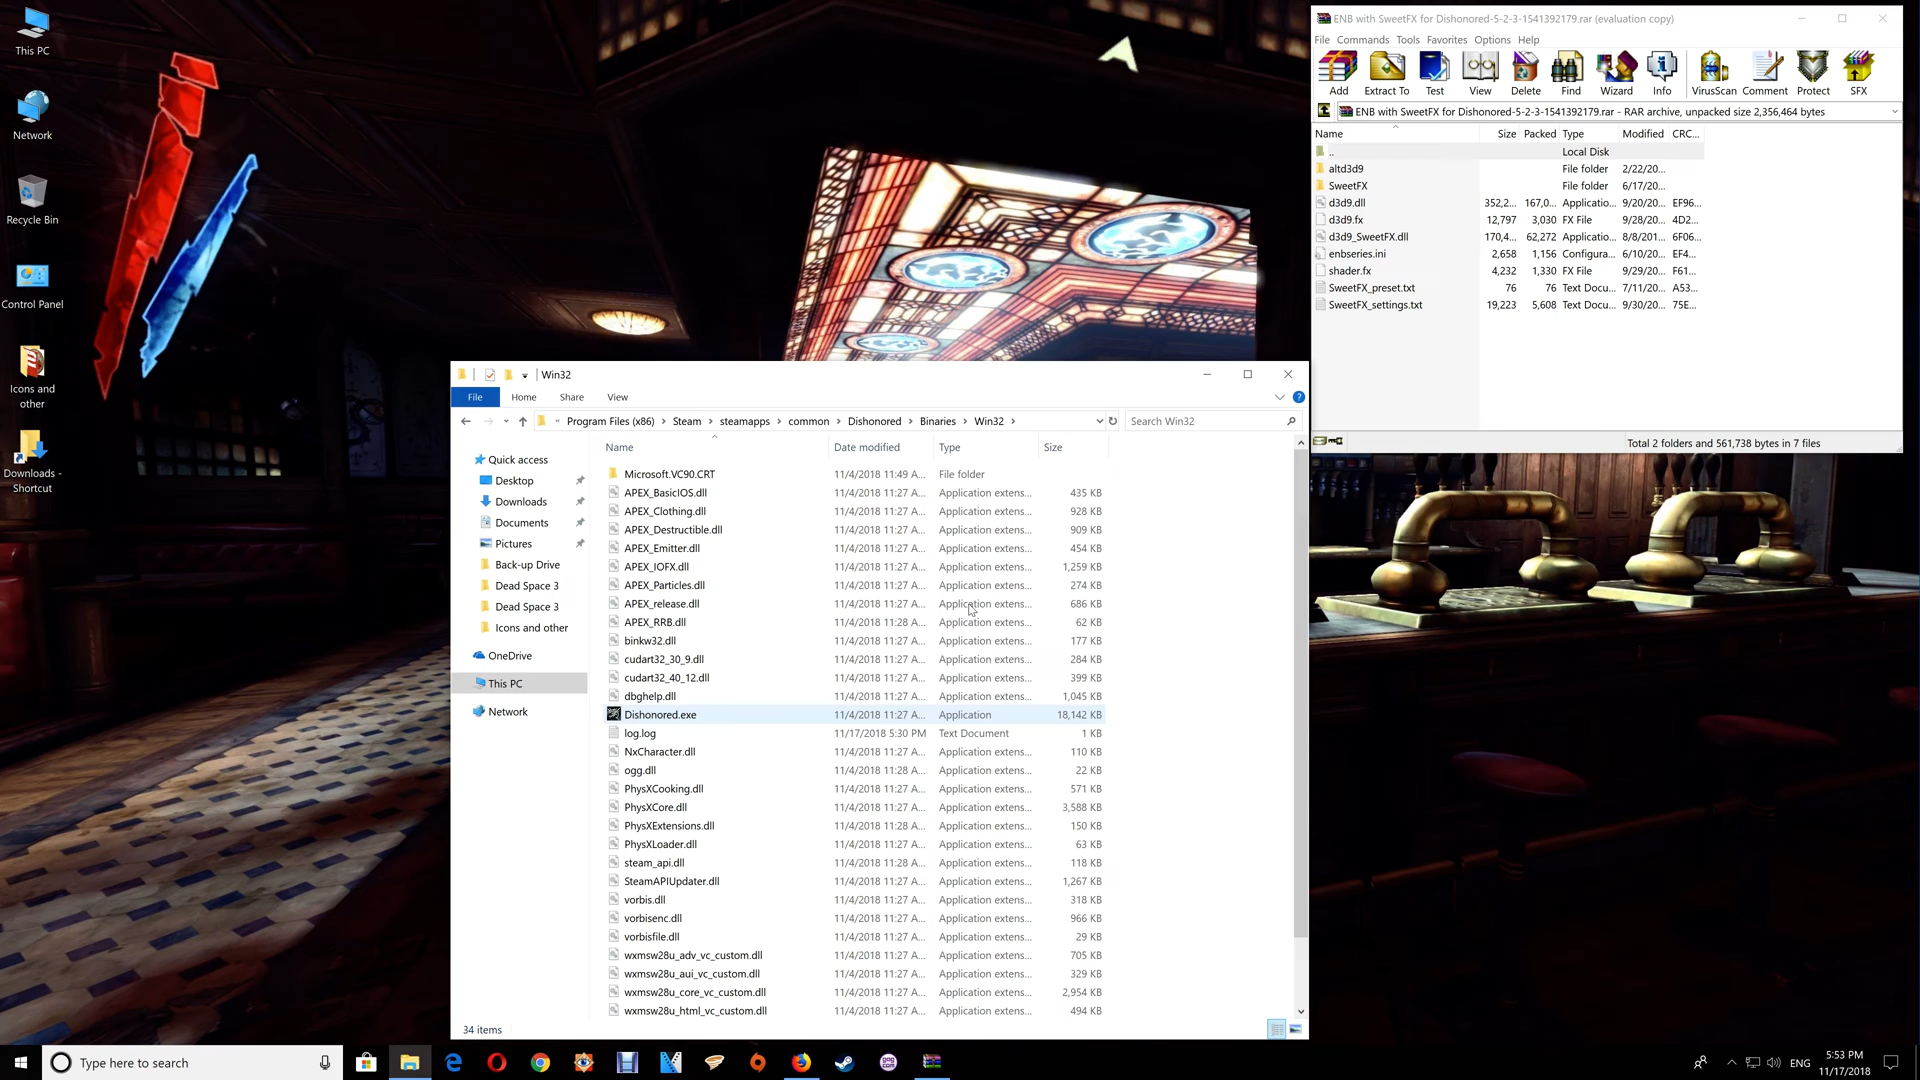 This PC
Network
Recycle Bin
Control Panel
Icons and
other
Downloads -
Shortcut
ENB with SweetFX for Dishonored-5-2-3-1541392179.rar (evaluation copy)
File Commands Tools Favorites Options Help
Add Extract To Test View Delete Find Wizard Info VirusScan Comment Protect SFX
ENB with SweetFX for Dishonored-5-2-3-1541392179.rar - RAR archive, unpacked size 2,356,464 bytes
Name Size Packed Type Modified CRC...
.. Local Disk
altd3d9 File folder 2/22/20...
SweetFX File folder 6/17/20...
d3d9.dll 352,2... 167,0... Applicatio... 9/20/20... EF96...
d3d9.fx 12,797 3,030 FX File 9/28/20... 4D2...
d3d9_SweetFX.dll 170,4... 62,272 Applicatio... 8/8/201... 6F06...
enbseries.ini 2,658 1,156 Configura... 6/10/20... EF4...
shader.fx 4,232 1,330 FX File 9/29/20... F61...
SweetFX_preset.txt 76 76 Text Docu... 7/11/20... A53...
SweetFX_settings.txt 19,223 5,608 Text Docu... 9/30/20... 75E...
Total 2 folders and 561,738 bytes in 7 files
Win32
File Home Share View
« Program Files (x86) > Steam > steamapps > common > Dishonored > Binaries > Win32 >
Search Win32
Quick access
Desktop
Downloads
Documents
Pictures
Back-up Drive
Dead Space 3
Dead Space 3
Icons and other
OneDrive
This PC
Network
Name Date modified Type Size
Microsoft.VC90.CRT 11/4/2018 11:49 A... File folder
APEX_BasicIOS.dll 11/4/2018 11:27 A... Application extens... 435 KB
APEX_Clothing.dll 11/4/2018 11:27 A... Application extens... 928 KB
APEX_Destructible.dll 11/4/2018 11:27 A... Application extens... 909 KB
APEX_Emitter.dll 11/4/2018 11:27 A... Application extens... 454 KB
APEX_IOFX.dll 11/4/2018 11:27 A... Application extens... 1,259 KB
APEX_Particles.dll 11/4/2018 11:27 A... Application extens... 274 KB
APEX_release.dll 11/4/2018 11:27 A... Application extens... 686 KB
APEX_RRB.dll 11/4/2018 11:28 A... Application extens... 62 KB
binkw32.dll 11/4/2018 11:27 A... Application extens... 177 KB
cudart32_30_9.dll 11/4/2018 11:27 A... Application extens... 284 KB
cudart32_40_12.dll 11/4/2018 11:27 A... Application extens... 399 KB
dbghelp.dll 11/4/2018 11:27 A... Application extens... 1,045 KB
Dishonored.exe 11/4/2018 11:27 A... Application 18,142 KB
log.log 11/17/2018 5:30 PM Text Document 1 KB
NxCharacter.dll 11/4/2018 11:27 A... Application extens... 110 KB
ogg.dll 11/4/2018 11:28 A... Application extens... 22 KB
PhysXCooking.dll 11/4/2018 11:27 A... Application extens... 571 KB
PhysXCore.dll 11/4/2018 11:27 A... Application extens... 3,588 KB
PhysXExtensions.dll 11/4/2018 11:28 A... Application extens... 150 KB
PhysXLoader.dll 11/4/2018 11:27 A... Application extens... 63 KB
steam_api.dll 11/4/2018 11:28 A... Application extens... 118 KB
SteamAPIUpdater.dll 11/4/2018 11:27 A... Application extens... 1,267 KB
vorbis.dll 11/4/2018 11:27 A... Application extens... 318 KB
vorbisenc.dll 11/4/2018 11:27 A... Application extens... 966 KB
vorbisfile.dll 11/4/2018 11:27 A... Application extens... 29 KB
wxmsw28u_adv_vc_custom.dll 11/4/2018 11:27 A... Application extens... 705 KB
wxmsw28u_aui_vc_custom.dll 11/4/2018 11:27 A... Application extens... 329 KB
wxmsw28u_core_vc_custom.dll 11/4/2018 11:27 A... Application extens... 2,954 KB
wxmsw28u_html_vc_custom.dll 11/4/2018 11:27 A... Application extens... 494 KB
34 items
Type here to search
ENG
5:53 PM
11/17/2018